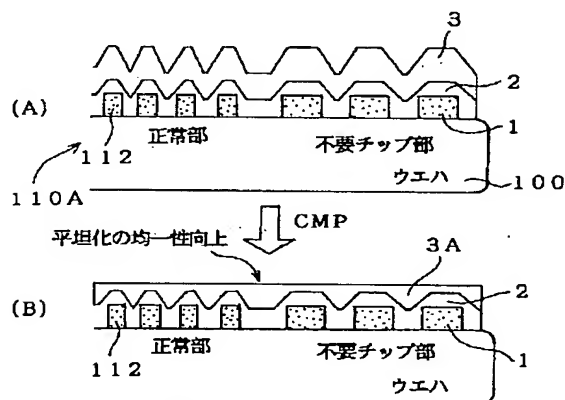 3
(A)
2
112
正常部
不要チップ部
1
110A
ウエハ
100
CMP
平坦化の均一性向上
3A
(B)
2
112
正常部
不要チップ部
1
ウエハ